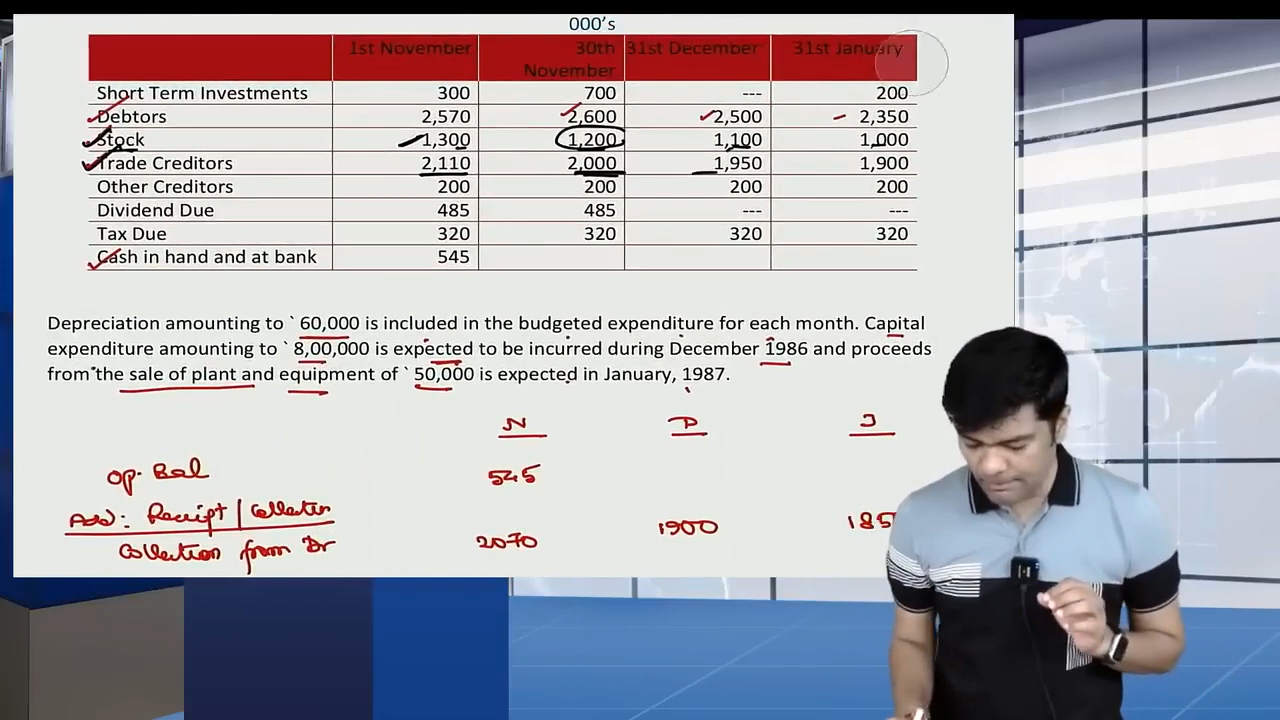 000's
1st November 30th November 31st December 31st January
Short Term Investments 300 700 --- 200
Debtors 2,570 2,600 2,500 2,350
Stock 1,300 1,200 1,100 1,000
Trade Creditors 2,110 2,000 1,950 1,900
Other Creditors 200 200 200 200
Dividend Due 485 485 --- ---
Tax Due 320 320 320 320
Cash in hand and at bank 545
Depreciation amounting to ` 60,000 is included in the budgeted expenditure for each month. Capital
expenditure amounting to ` 8,00,000 is expected to be incurred during December 1986 and proceeds
from the sale of plant and equipment of ` 50,000 is expected in January, 1987.
N D J
Op. Bal 545
Add: Receipt | Collection
Collection from Dr 2070 1900 185